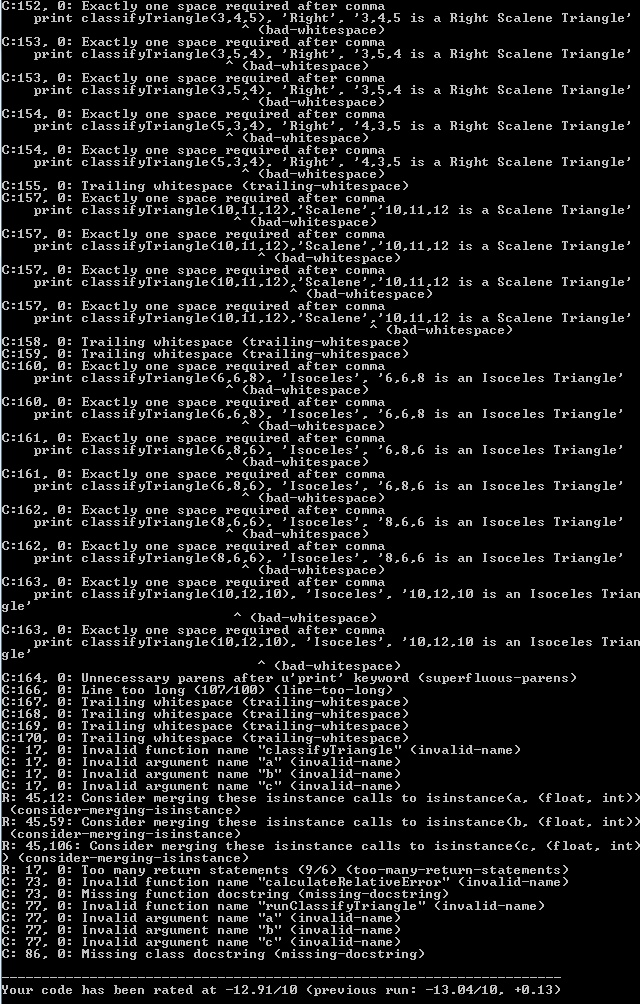 C:152, 0: Exactly one space required after comma
    print classifyTriangle(3,4,5), 'Right', '3,4,5 is a Right Scalene Triangle'
                              ^ (bad-whitespace)
C:153, 0: Exactly one space required after comma
    print classifyTriangle(3,5,4), 'Right', '3,5,4 is a Right Scalene Triangle'
                            ^ (bad-whitespace)
C:153, 0: Exactly one space required after comma
    print classifyTriangle(3,5,4), 'Right', '3,5,4 is a Right Scalene Triangle'
                              ^ (bad-whitespace)
C:154, 0: Exactly one space required after comma
    print classifyTriangle(5,3,4), 'Right', '4,3,5 is a Right Scalene Triangle'
                            ^ (bad-whitespace)
C:154, 0: Exactly one space required after comma
    print classifyTriangle(5,3,4), 'Right', '4,3,5 is a Right Scalene Triangle'
                              ^ (bad-whitespace)
C:155, 0: Trailing whitespace (trailing-whitespace)
C:157, 0: Exactly one space required after comma
    print classifyTriangle(10,11,12),'Scalene','10,11,12 is a Scalene Triangle'
                             ^ (bad-whitespace)
C:157, 0: Exactly one space required after comma
    print classifyTriangle(10,11,12),'Scalene','10,11,12 is a Scalene Triangle'
                                ^ (bad-whitespace)
C:157, 0: Exactly one space required after comma
    print classifyTriangle(10,11,12),'Scalene','10,11,12 is a Scalene Triangle'
                                    ^ (bad-whitespace)
C:157, 0: Exactly one space required after comma
    print classifyTriangle(10,11,12),'Scalene','10,11,12 is a Scalene Triangle'
                                              ^ (bad-whitespace)
C:158, 0: Trailing whitespace (trailing-whitespace)
C:159, 0: Trailing whitespace (trailing-whitespace)
C:160, 0: Exactly one space required after comma
    print classifyTriangle(6,6,8), 'Isoceles', '6,6,8 is an Isoceles Triangle'
                            ^ (bad-whitespace)
C:160, 0: Exactly one space required after comma
    print classifyTriangle(6,6,8), 'Isoceles', '6,6,8 is an Isoceles Triangle'
                              ^ (bad-whitespace)
C:161, 0: Exactly one space required after comma
    print classifyTriangle(6,8,6), 'Isoceles', '6,8,6 is an Isoceles Triangle'
                            ^ (bad-whitespace)
C:161, 0: Exactly one space required after comma
    print classifyTriangle(6,8,6), 'Isoceles', '6,8,6 is an Isoceles Triangle'
                              ^ (bad-whitespace)
C:162, 0: Exactly one space required after comma
    print classifyTriangle(8,6,6), 'Isoceles', '8,6,6 is an Isoceles Triangle'
                            ^ (bad-whitespace)
C:162, 0: Exactly one space required after comma
    print classifyTriangle(8,6,6), 'Isoceles', '8,6,6 is an Isoceles Triangle'
                              ^ (bad-whitespace)
C:163, 0: Exactly one space required after comma
    print classifyTriangle(10,12,10), 'Isoceles', '10,12,10 is an Isoceles Trian
gle'
                             ^ (bad-whitespace)
C:163, 0: Exactly one space required after comma
    print classifyTriangle(10,12,10), 'Isoceles', '10,12,10 is an Isoceles Trian
gle'
                                ^ (bad-whitespace)
C:164, 0: Unnecessary parens after u'print' keyword (superfluous-parens)
C:166, 0: Line too long (107/100) (line-too-long)
C:167, 0: Trailing whitespace (trailing-whitespace)
C:168, 0: Trailing whitespace (trailing-whitespace)
C:169, 0: Trailing whitespace (trailing-whitespace)
C:170, 0: Trailing whitespace (trailing-whitespace)
C: 17, 0: Invalid function name "classifyTriangle" (invalid-name)
C: 17, 0: Invalid argument name "a" (invalid-name)
C: 17, 0: Invalid argument name "b" (invalid-name)
C: 17, 0: Invalid argument name "c" (invalid-name)
R: 45,12: Consider merging these isinstance calls to isinstance(a, (float, int))
 (consider-merging-isinstance)
R: 45,59: Consider merging these isinstance calls to isinstance(b, (float, int))
 (consider-merging-isinstance)
R: 45,106: Consider merging these isinstance calls to isinstance(c, (float, int)
) (consider-merging-isinstance)
R: 17, 0: Too many return statements (9/6) (too-many-return-statements)
C: 73, 0: Invalid function name "calculateRelativeError" (invalid-name)
C: 73, 0: Missing function docstring (missing-docstring)
C: 77, 0: Invalid function name "runClassifyTriangle" (invalid-name)
C: 77, 0: Invalid argument name "a" (invalid-name)
C: 77, 0: Invalid argument name "b" (invalid-name)
C: 77, 0: Invalid argument name "c" (invalid-name)
C: 86, 0: Missing class docstring (missing-docstring)
----------------------------------------------------------------------
Your code has been rated at -12.91/10 (previous run: -13.04/10, +0.13)